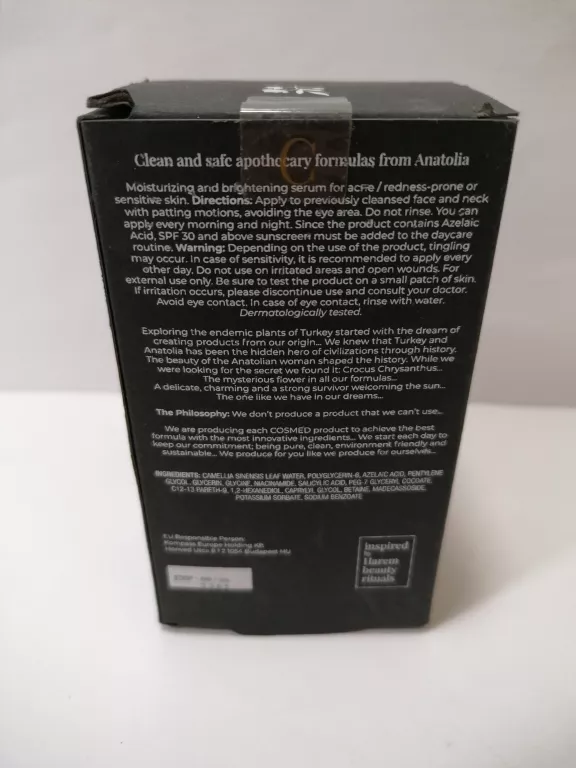 C
Clean and safe apothecary formulas from Anatolia
Moisturizing and brightening serum for acne / redness-prone or
sensitive skin. Directions: Apply to previously cleansed face and neck
with patting motions, avoiding the eye area. Do not rinse. You can
apply every morning and night. Since the product contains Azelaic
Acid, SPF 30 and above sunscreen must be added to the daycare
routine. Warning: Depending on the use of the product, tingling
may occur. In case of sensitivity, it is recommended to apply every
other day. Do not use on irritated areas and open wounds. For
external use only. Be sure to test the product on a small patch of skin.
If irritation occurs, please discontinue use and consult your doctor.
Avoid eye contact. In case of eye contact, rinse with water.
Dermatologically tested.
Exploring the endemic plants of Turkey started with the dream of
creating products from our origin... We knew that Turkey and
Anatolia has been the hidden hero of civilizations through history.
The beauty of the Anatolian woman shaped the history. While we
were looking for the secret we found it: Crocus Chrysanthus...
The mysterious flower in all our formulas...
A delicate, charming and a strong survivor welcoming the sun...
The one like we have in our dreams...
The Philosophy: We don't produce a product that we can't use...
We are producing each COSMED product to achieve the best
formula with the most innovative ingredients... We start each day to
keep our commitment; being pure, clean, environment friendly and
sustainable... We produce for you like we produce for ourselves...
INGREDIENTS: CAMELLIA SINENSIS LEAF WATER, POLYGLYCERIN-6, AZELAIC ACID, PENTYLENE
GLYCOL, GLYCERIN, GLYCINE, NIACINAMIDE, SALICYLIC ACID, PEG-7 GLYCERYL COCOATE,
C12-13 PARETH-9, 1,2-HEXANEDIOL, CAPRYLYL GLYCOL, BETAINE, MADECASSOSIDE,
POTASSIUM SORBATE, SODIUM BENZOATE
EU Responsible Person:
Kompass Europe Holding Kft
1084 Budapest HU
inspired
by
Harem
beauty
rituals